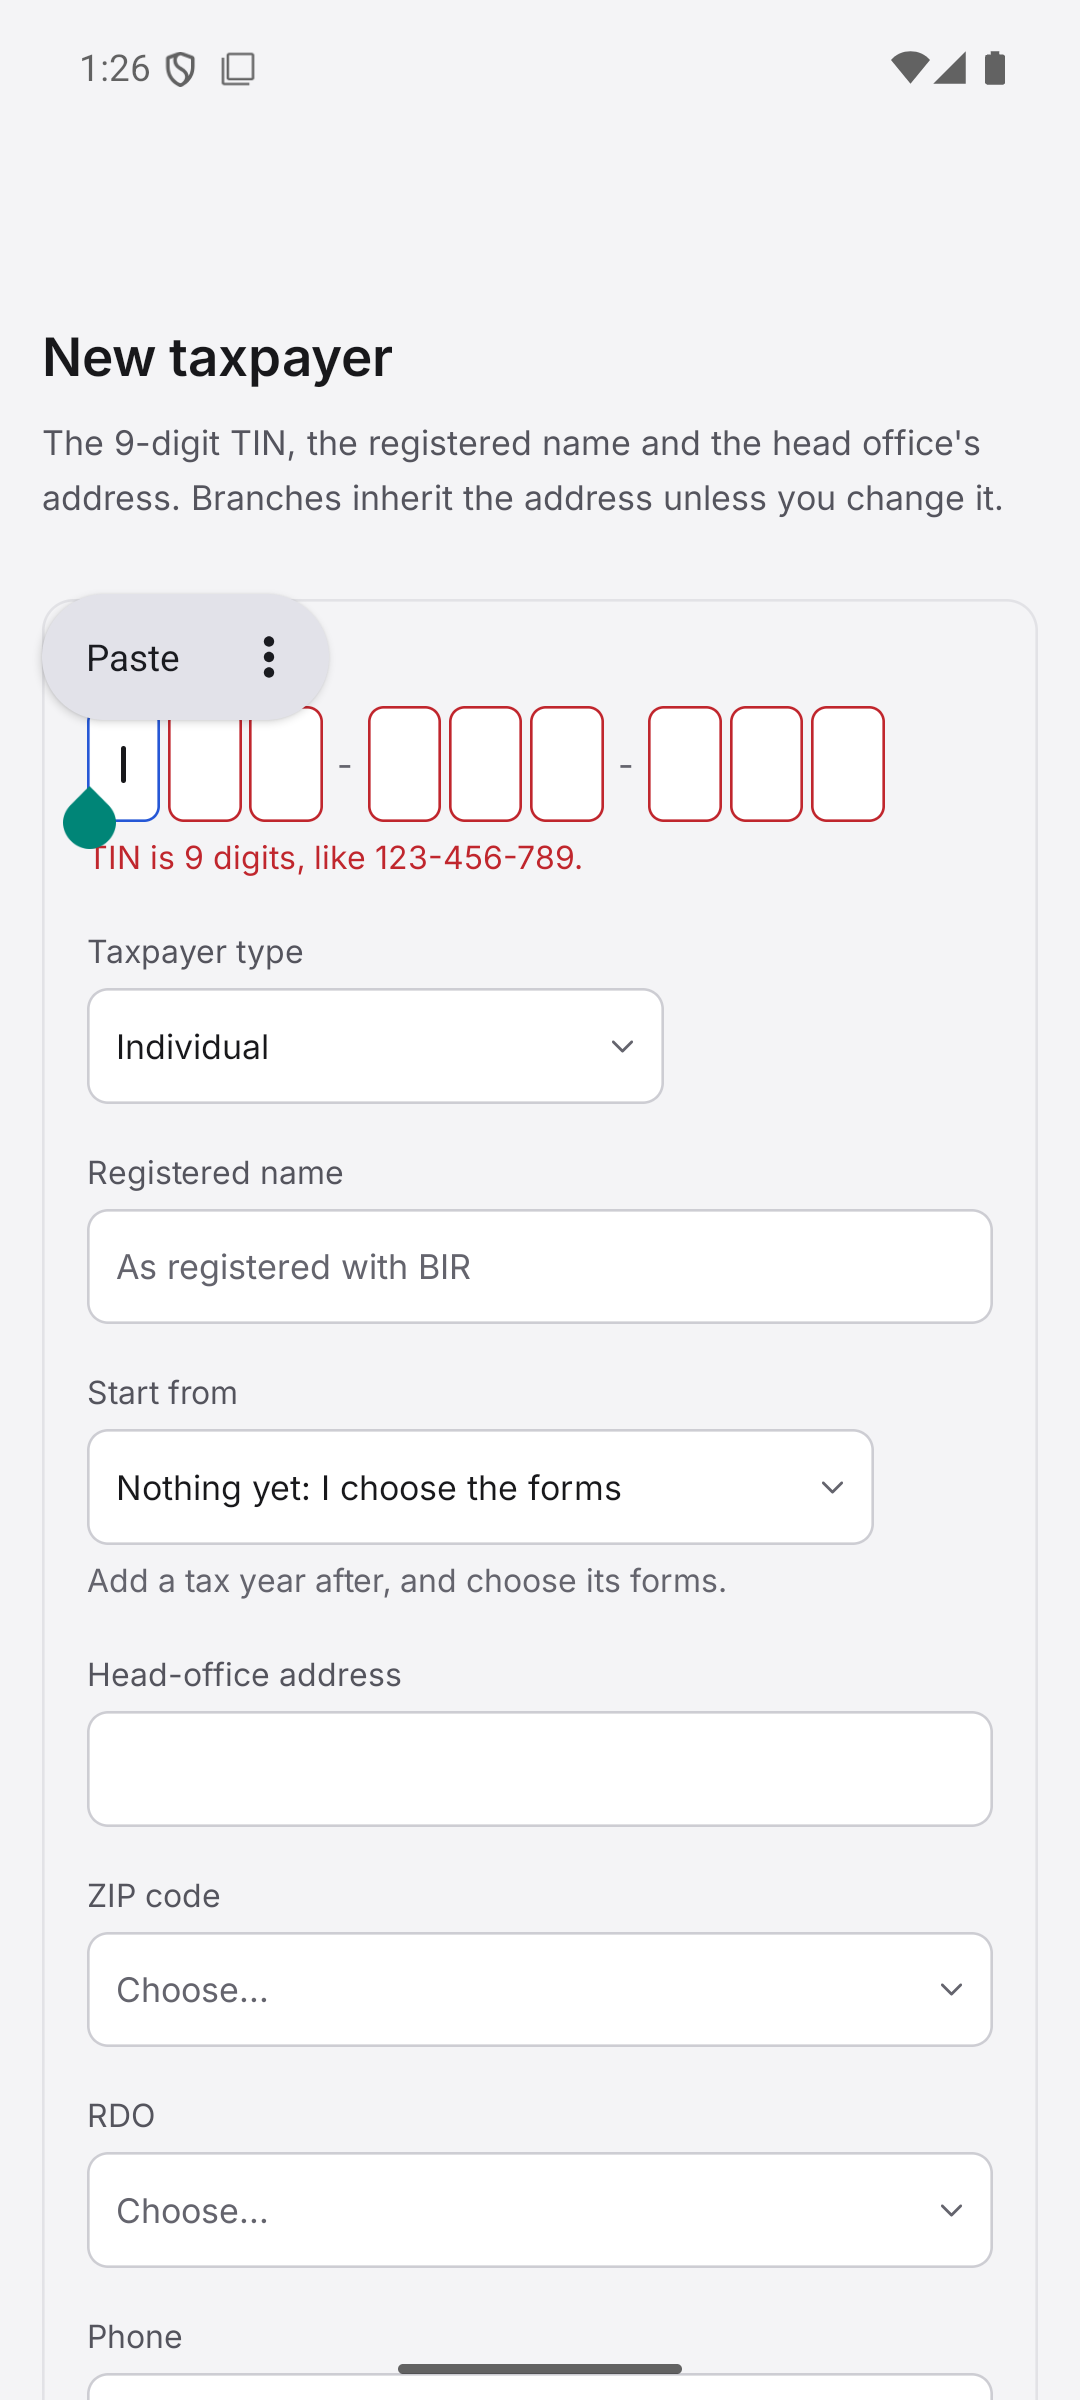 1:26
New taxpayer
The 9-digit TIN, the registered name and the head office's
address. Branches inherit the address unless you change it.
Paste
- -
TIN is 9 digits, like 123-456-789.
Taxpayer type
Individual
Registered name
As registered with BIR
Start from
Nothing yet: I choose the forms
Add a tax year after, and choose its forms.
Head-office address
ZIP code
Choose...
RDO
Choose...
Phone